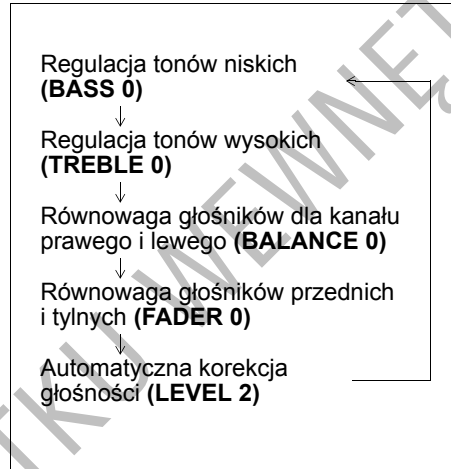 Regulacja tonów niskich
(BASS 0)
Regulacja tonów wysokich
(TREBLE 0)
Równowaga głośników dla kanału
prawego i lewego (BALANCE 0)
Równowaga głośników przednich
i tylnych (FADER 0)
Automatyczna korekcja
głośności (LEVEL 2)